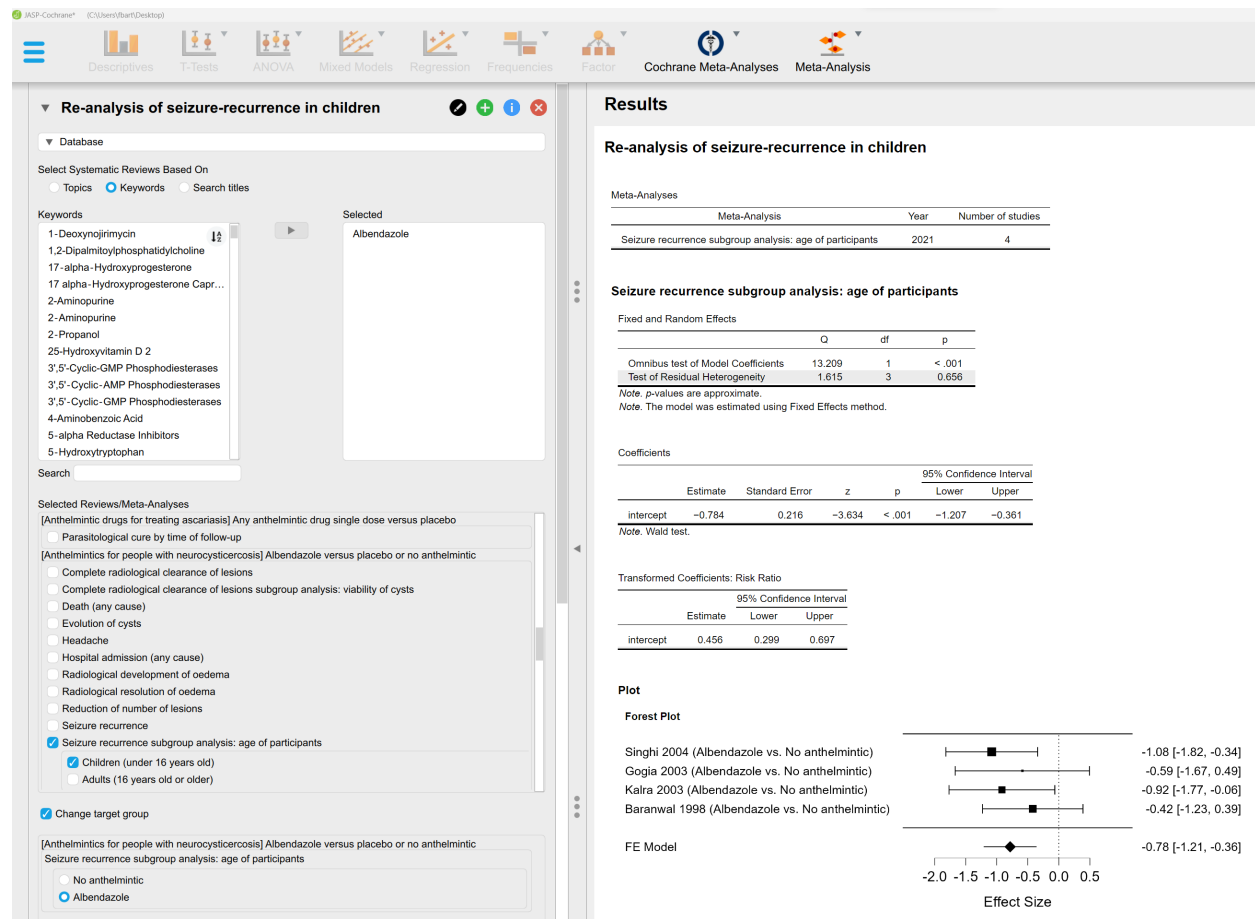 JASP-Cochrane* (C:\Users\fbart\Desktop)
Descriptives
T-Tests
ANOVA
Mixed Models
Regression
Frequencies
Factor
Cochrane Meta-Analyses
Meta-Analysis
Re-analysis of seizure-recurrence in children
Database
Select Systematic Reviews Based On
Topics Keywords Search titles
Keywords
1-Deoxynojirimycin
1,2-Dipalmitoylphosphatidylcholine
17-alpha-Hydroxyprogesterone
17 alpha-Hydroxyprogesterone Capr...
2-Aminopurine
2-Aminopurine
2-Propanol
25-Hydroxyvitamin D 2
3',5'-Cyclic-GMP Phosphodiesterases
3',5'-Cyclic-AMP Phosphodiesterases
3',5'-Cyclic-GMP Phosphodiesterases
4-Aminobenzoic Acid
5-alpha Reductase Inhibitors
5-Hydroxytryptophan
Selected
Albendazole
Search
Selected Reviews/Meta-Analyses
[Anthelmintic drugs for treating ascariasis] Any anthelmintic drug single dose versus placebo
Parasitological cure by time of follow-up
[Anthelmintics for people with neurocysticercosis] Albendazole versus placebo or no anthelmintic
Complete radiological clearance of lesions
Complete radiological clearance of lesions subgroup analysis: viability of cysts
Death (any cause)
Evolution of cysts
Headache
Hospital admission (any cause)
Radiological development of oedema
Radiological resolution of oedema
Reduction of number of lesions
Seizure recurrence
Seizure recurrence subgroup analysis: age of participants
Children (under 16 years old)
Adults (16 years old or older)
Change target group
[Anthelmintics for people with neurocysticercosis] Albendazole versus placebo or no anthelmintic
Seizure recurrence subgroup analysis: age of participants
No anthelmintic
Albendazole
Results
Re-analysis of seizure-recurrence in children
Meta-Analyses
Meta-Analysis Year Number of studies
Seizure recurrence subgroup analysis: age of participants 2021 4
Seizure recurrence subgroup analysis: age of participants
Fixed and Random Effects
Q df p
Omnibus test of Model Coefficients 13.209 1 < .001
Test of Residual Heterogeneity 1.615 3 0.656
Note. p-values are approximate.
Note. The model was estimated using Fixed Effects method.
Coefficients
95% Confidence Interval
Estimate Standard Error z p Lower Upper
intercept −0.784 0.216 −3.634 < .001 −1.207 −0.361
Note. Wald test.
Transformed Coefficients: Risk Ratio
95% Confidence Interval
Estimate Lower Upper
intercept 0.456 0.299 0.697
Plot
Forest Plot
Singhi 2004 (Albendazole vs. No anthelmintic) -1.08 [-1.82, -0.34]
Gogia 2003 (Albendazole vs. No anthelmintic) -0.59 [-1.67, 0.49]
Kalra 2003 (Albendazole vs. No anthelmintic) -0.92 [-1.77, -0.06]
Baranwal 1998 (Albendazole vs. No anthelmintic) -0.42 [-1.23, 0.39]
FE Model -0.78 [-1.21, -0.36]
-2.0 -1.5 -1.0 -0.5 0.0 0.5
Effect Size